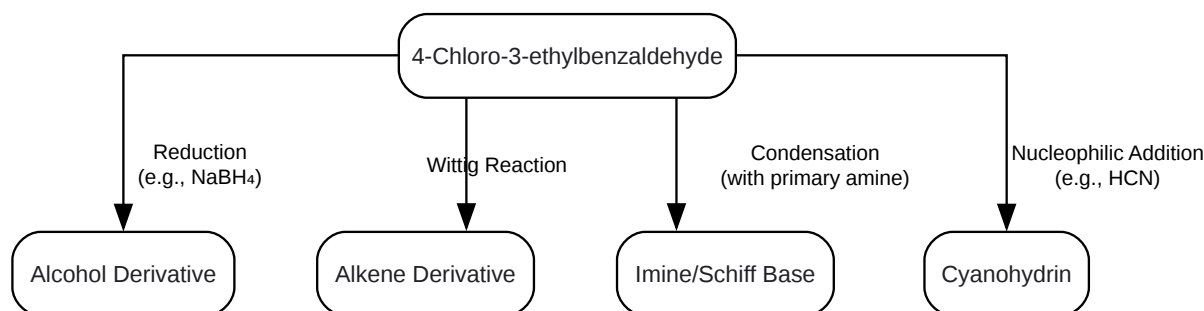 4-Chloro-3-ethylbenzaldehyde
Reduction
(e.g., NaBH₄)
Wittig Reaction
Condensation
(with primary amine)
Nucleophilic Addition
(e.g., HCN)
Alcohol Derivative
Alkene Derivative
Imine/Schiff Base
Cyanohydrin